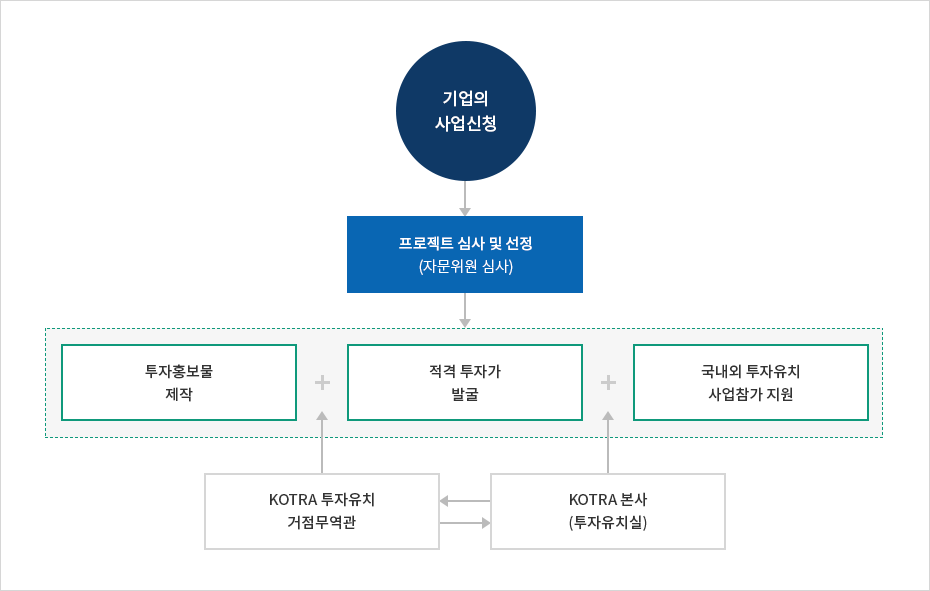 기업의
사업신청
프로젝트 심사 및 선정
(자문위원 심사)
투자홍보물
제작
+
적격 투자가
발굴
+
국내외 투자유치
사업참가 지원
KOTRA 투자유치
거점무역관
KOTRA 본사
(투자유치실)